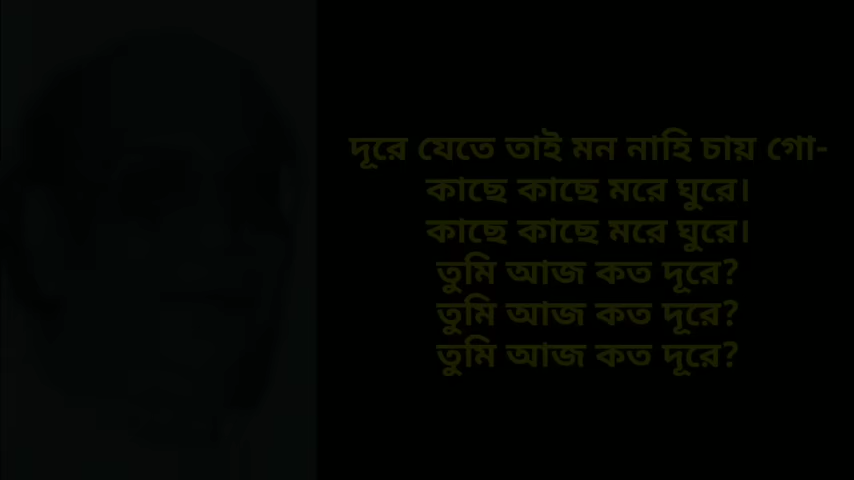 দূরে যেতে তাই মন নাহি চায় গো-
কাছে কাছে মরে ঘুরে।
কাছে কাছে মরে ঘুরে।
তুমি আজ কত দূরে?
তুমি আজ কত দূরে?
তুমি আজ কত দূরে?